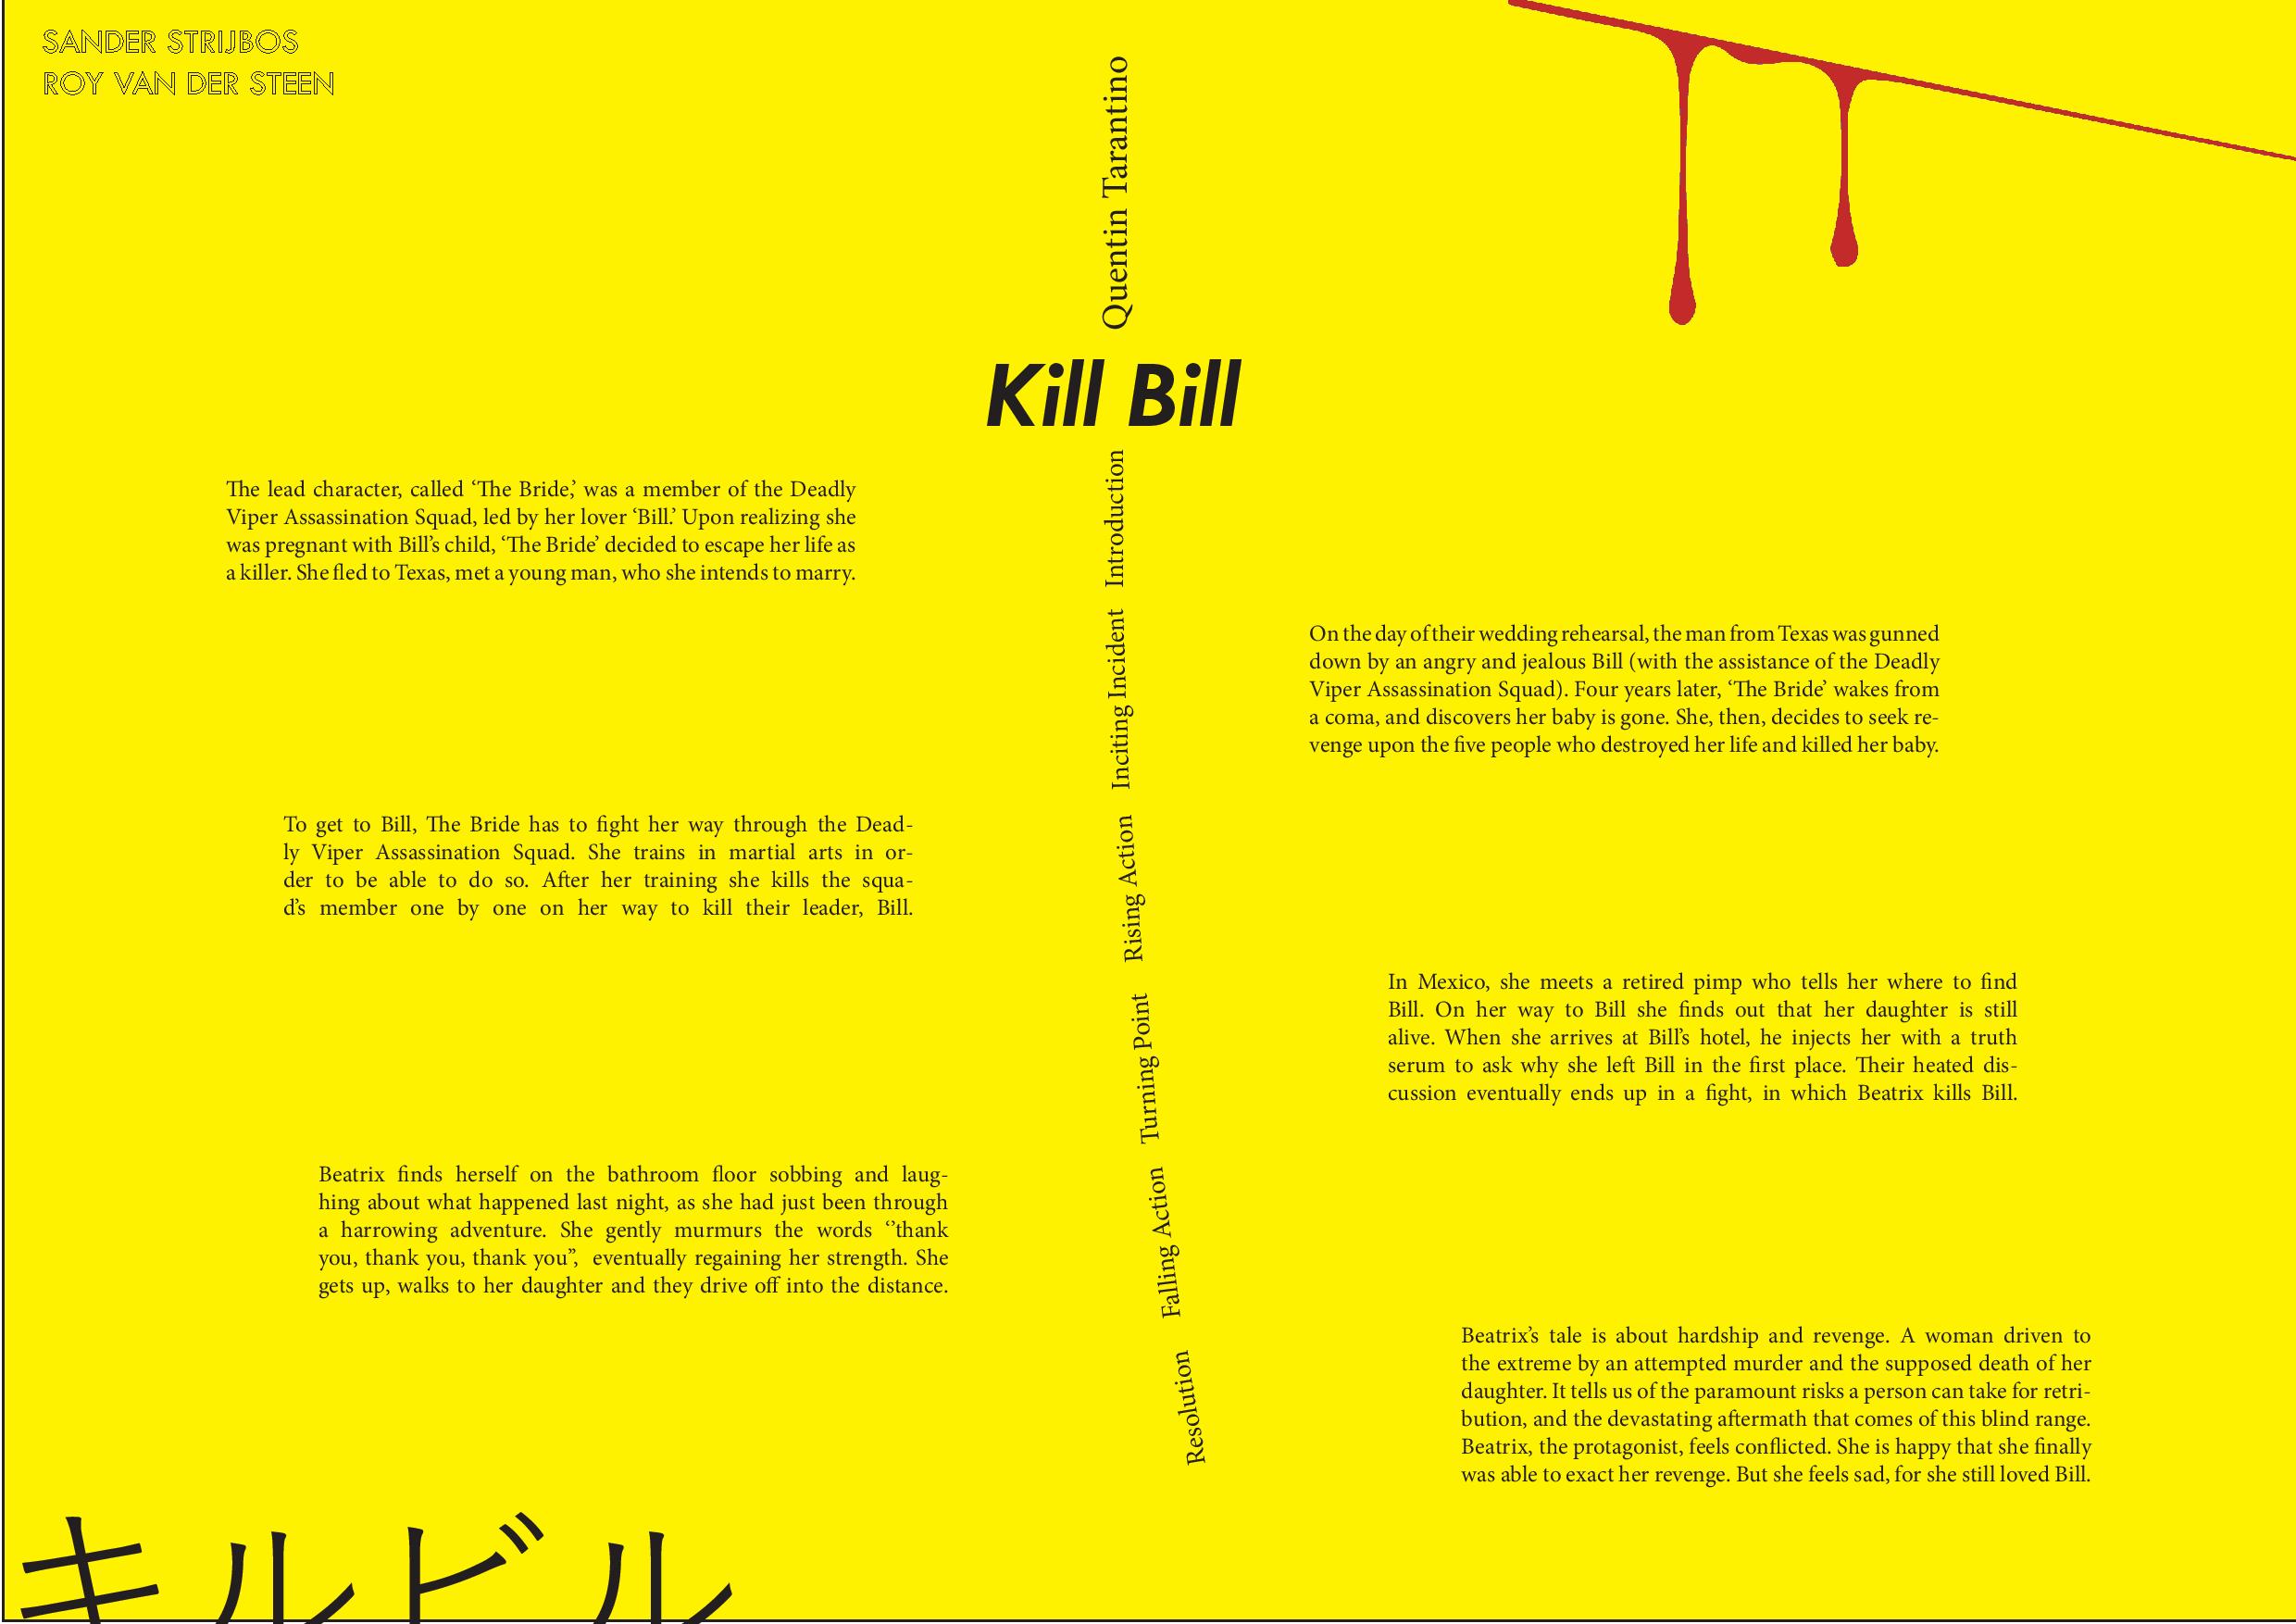 SANDER STRIJBOS
ROY VAN DER STEEN
Quentin Tarantino
Kill Bill
Introduction
The lead character, called ‘The Bride,’ was a member of the Deadly
Viper Assassination Squad, led by her lover ‘Bill.’ Upon realizing she
was pregnant with Bill’s child, ‘The Bride’ decided to escape her life as
a killer. She fled to Texas, met a young man, who she intends to marry.
Inciting Incident
On the day of their wedding rehearsal, the man from Texas was gunned
down by an angry and jealous Bill (with the assistance of the Deadly
Viper Assassination Squad). Four years later, ‘The Bride’ wakes from
a coma, and discovers her baby is gone. She, then, decides to seek re-
venge upon the five people who destroyed her life and killed her baby.
Rising Action
To get to Bill, The Bride has to fight her way through the Dead-
ly Viper Assassination Squad. She trains in martial arts in or-
der to be able to do so. After her training she kills the squa-
d’s member one by one on her way to kill their leader, Bill.
Turning Point
In Mexico, she meets a retired pimp who tells her where to find
Bill. On her way to Bill she finds out that her daughter is still
alive. When she arrives at Bill’s hotel, he injects her with a truth
serum to ask why she left Bill in the first place. Their heated dis-
cussion eventually ends up in a fight, in which Beatrix kills Bill.
Falling Action
Beatrix finds herself on the bathroom floor sobbing and laug-
hing about what happened last night, as she had just been through
a harrowing adventure. She gently murmurs the words ‘’thank
you, thank you, thank you”, eventually regaining her strength. She
gets up, walks to her daughter and they drive off into the distance.
Resolution
Beatrix’s tale is about hardship and revenge. A woman driven to
the extreme by an attempted murder and the supposed death of her
daughter. It tells us of the paramount risks a person can take for retri-
bution, and the devastating aftermath that comes of this blind range.
Beatrix, the protagonist, feels conflicted. She is happy that she finally
was able to exact her revenge. But she feels sad, for she still loved Bill.
キルビル